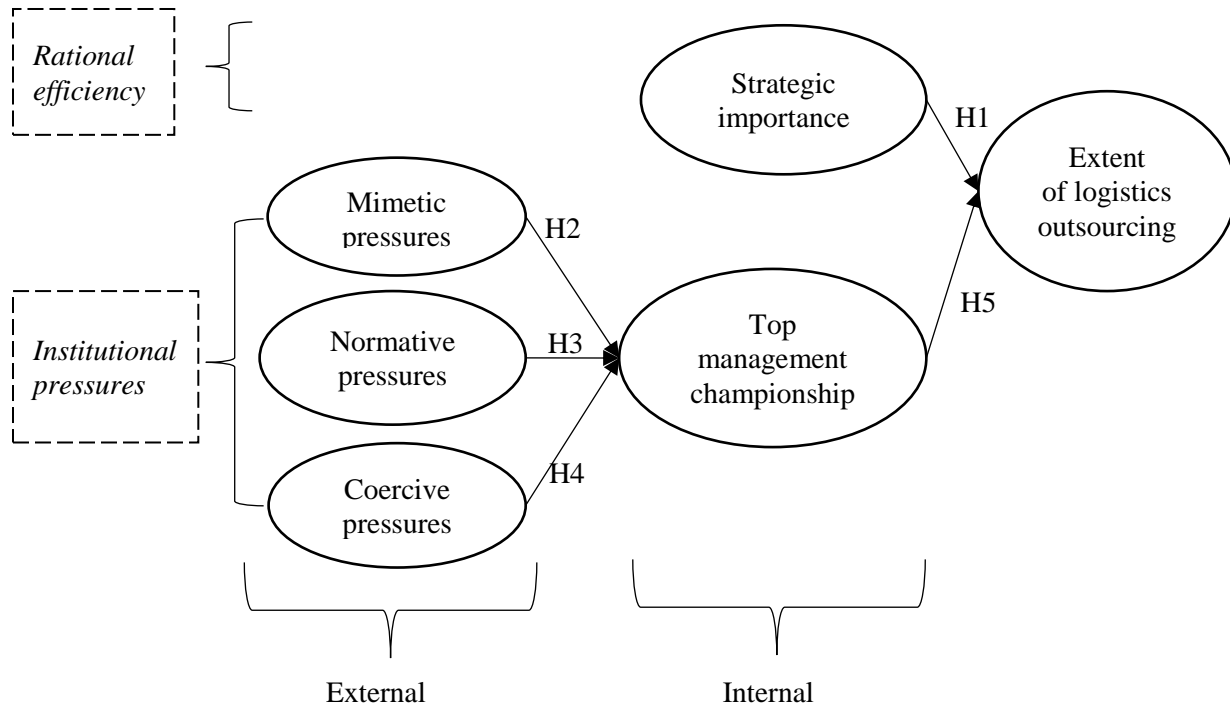 Rational
efficiency
Strategic
importance
H1
Extent
of logistics
outsourcing
Mimetic
pressures
H2
Institutional
pressures
Normative
pressures
H3
Top
management
championship
H5
Coercive
pressures
H4
External
Internal